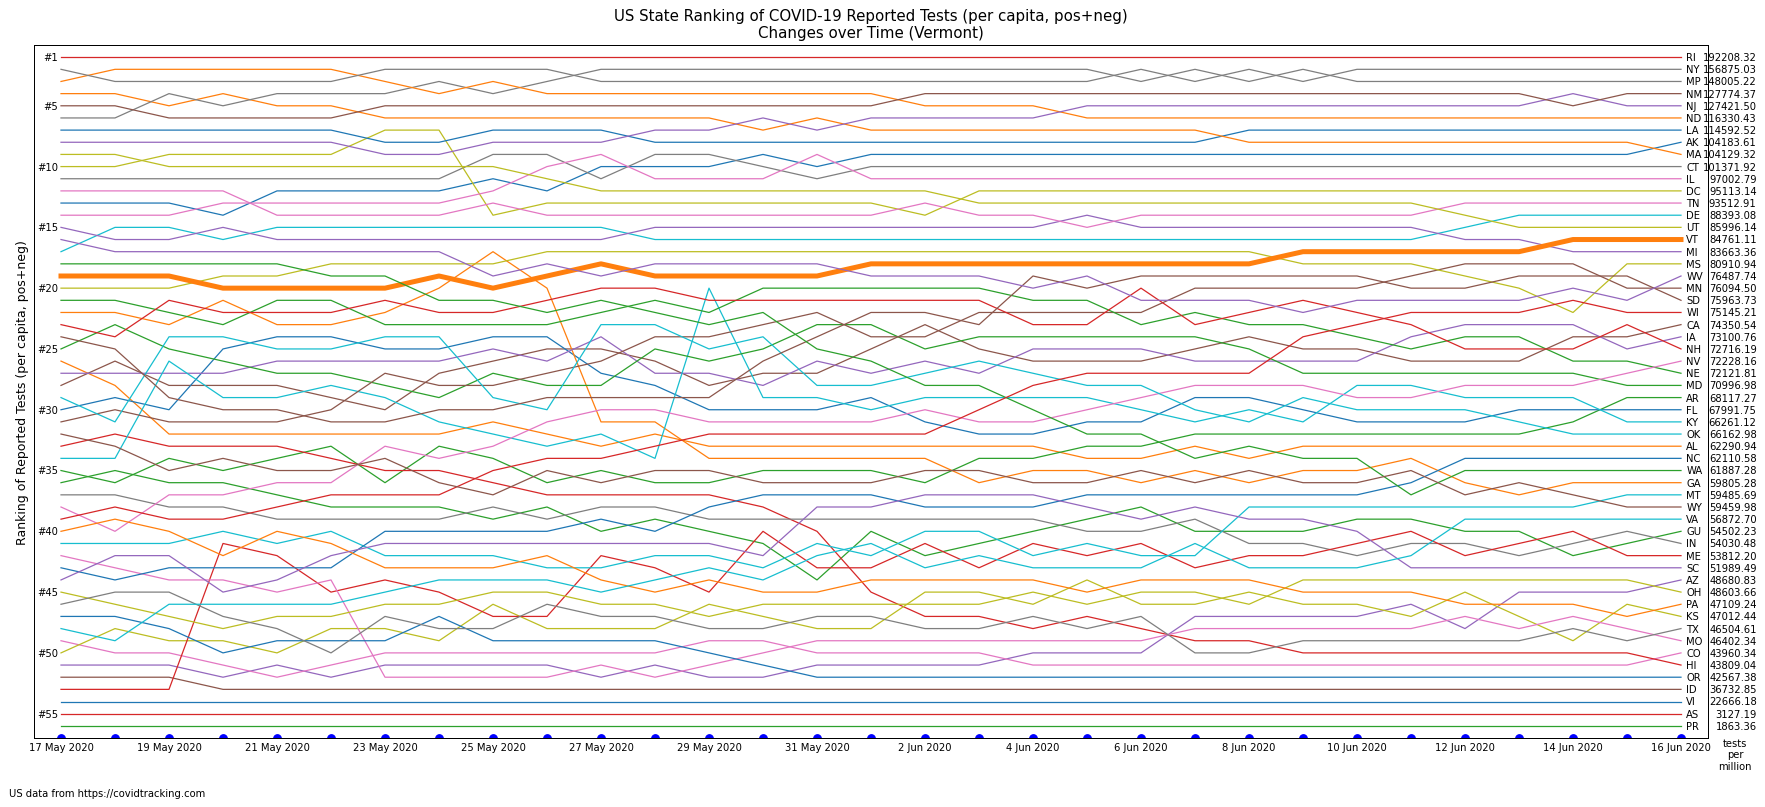 US State Ranking of COVID-19 Reported Tests (per capita, pos+neg)
Changes over Time (Vermont)
Ranking of Reported Tests (per capita, pos+neg)
#1
#5
#10
#15
#20
#25
#30
#35
#40
#45
#50
#55
RI 192208.32
NY 156875.03
MP 148005.22
NM 127774.37
NJ 127421.50
ND 116330.43
LA 114592.52
AK 104183.61
MA 104129.32
CT 101371.92
IL 97002.79
DC 95113.14
TN 93512.91
DE 88393.08
UT 85996.14
VT 84761.11
MI 83663.36
MS 80910.94
WV 76487.74
MN 76094.50
SD 75963.73
WI 75145.21
CA 74350.54
IA 73100.76
NH 72716.19
NV 72228.16
NE 72121.81
MD 70996.98
AR 68117.27
FL 67991.75
KY 66261.12
OK 66162.98
AL 62290.94
NC 62110.58
WA 61887.28
GA 59805.28
MT 59485.69
WY 59459.98
VA 56872.70
GU 54502.23
IN 54030.48
ME 53812.20
SC 51989.49
AZ 48680.83
OH 48603.66
PA 47109.24
KS 47012.44
TX 46504.61
MO 46402.34
CO 43960.34
HI 43809.04
OR 42567.38
ID 36732.85
VI 22666.18
AS 3127.19
PR 1863.36
17 May 2020
19 May 2020
21 May 2020
23 May 2020
25 May 2020
27 May 2020
29 May 2020
31 May 2020
2 Jun 2020
4 Jun 2020
6 Jun 2020
8 Jun 2020
10 Jun 2020
12 Jun 2020
14 Jun 2020
16 Jun 2020
tests
per
million
US data from https://covidtracking.com